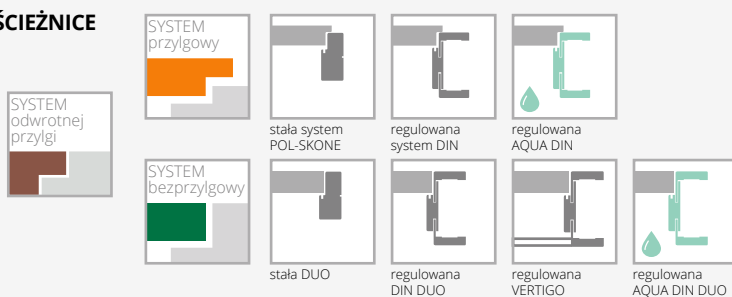 ŚCIEŻNICE
SYSTEM
odwrotnej
przylgi
SYSTEM
przylgowy
stała system
POL-SKONE
regulowana
system DIN
regulowana
AQUA DIN
SYSTEM
bezprzylgowy
stała DUO
regulowana
DIN DUO
regulowana
VERTIGO
regulowana
AQUA DIN DUO